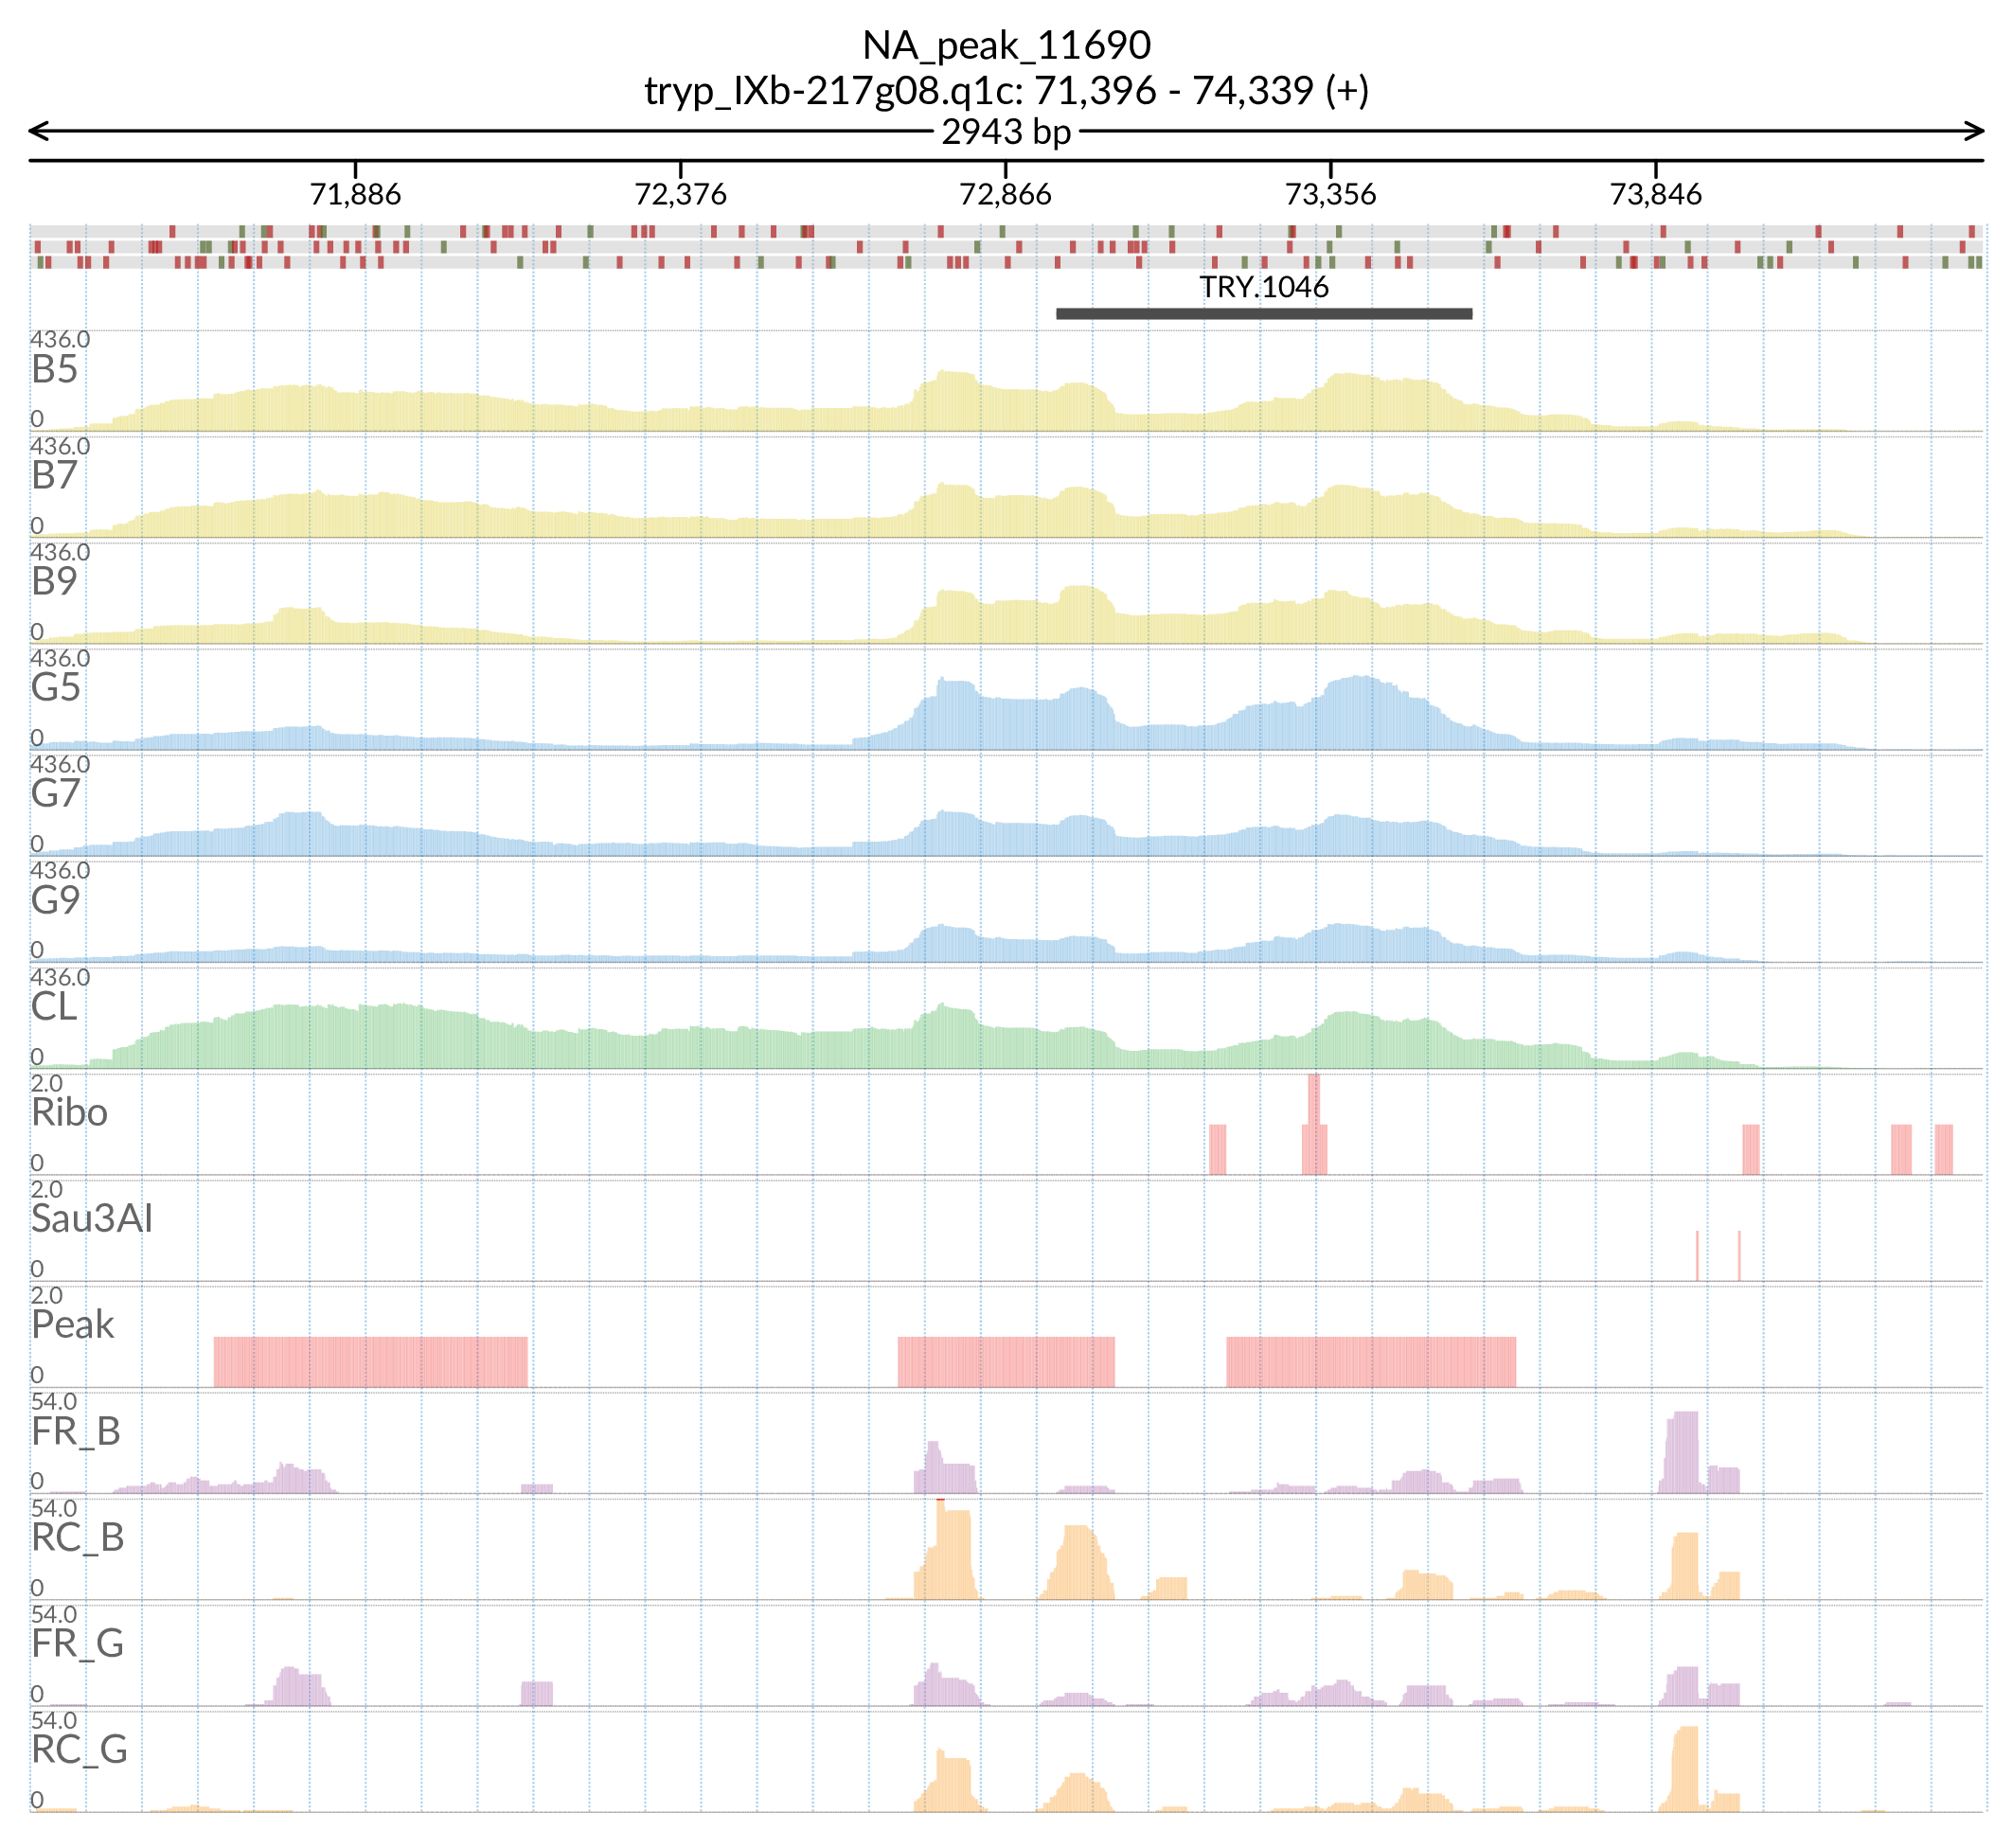 NA_peak_11690
tryp_IXb-217g08.q1c: 71,396 - 74,339 (+)
2943 bp
71,886 72,376 72,866 73,356 73,846
TRY.1046
436.0
B5
0
436.0
B7
0
436.0
B9
0
436.0
G5
0
436.0
G7
0
436.0
G9
0
436.0
CL
0
2.0
Ribo
0
2.0
Sau3AI
0
2.0
Peak
0
54.0
FR_B
0
54.0
RC_B
0
54.0
FR_G
0
54.0
RC_G
0